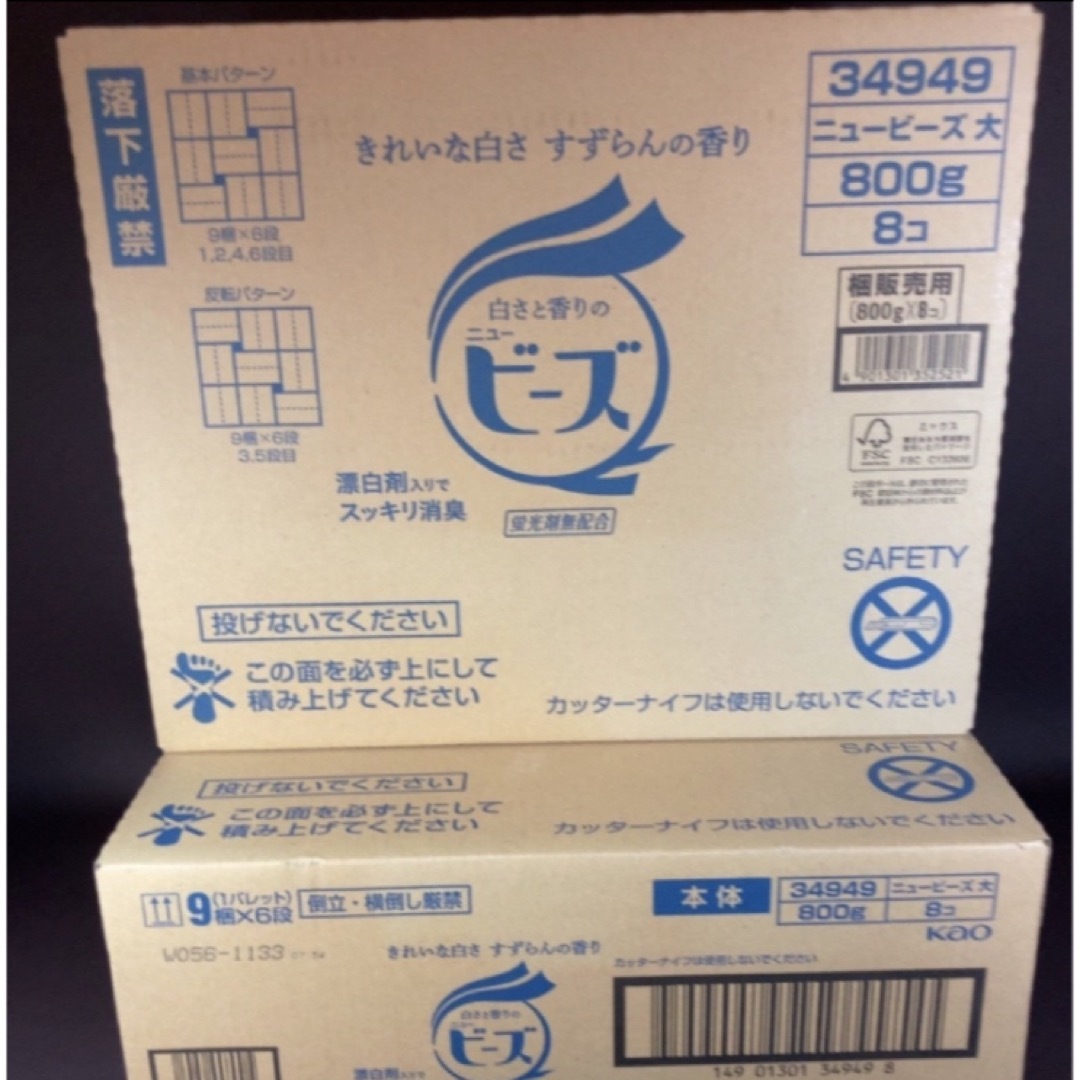 落下厳禁
基本パターン
9梱×6段
1,2,4,6段目
反転パターン
9梱×6段
3,5段目
きれいな白さ すずらんの香り
白さと香りの
ニュー
ビーズ
漂白剤入りで
スッキリ消臭
蛍光剤無配合
34949
ニュービーズ 大
800g
8コ
梱販売用
(800g×8コ)
4 901301 352521
ミックス
FSC
SAFETY
投げないでください
この面を必ず上にして
積み上げてください
カッターナイフは使用しないでください
SAFETY
投げないでください
この面を必ず上にして
積み上げてください
カッターナイフは使用しないでください
(1パレット)
9梱×6段
倒立・横倒し厳禁
本体
34949
ニュービーズ 大
800g
8コ
Kao
W056-1133
きれいな白さ すずらんの香り
カッターナイフは使用しないでください
白さと香りの
ニュー
ビーズ
漂白剤入りで
149 01301 34949 8